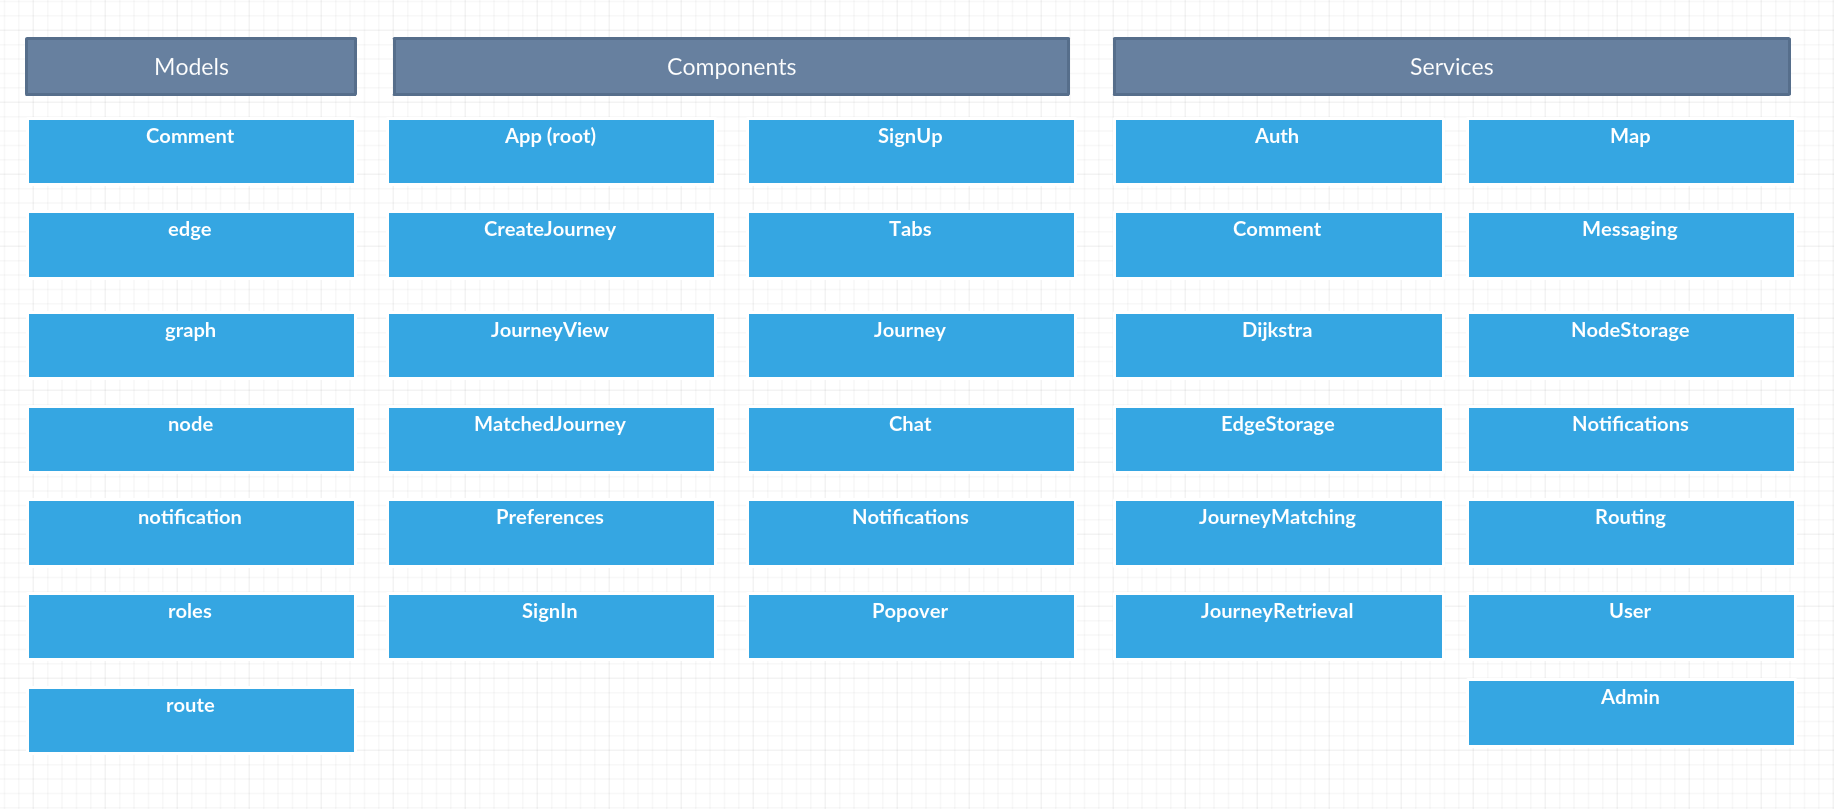 Models
Components
Services
Comment
App (root)
SignUp
Auth
Map
edge
CreateJourney
Tabs
Comment
Messaging
graph
JourneyView
Journey
Dijkstra
NodeStorage
node
MatchedJourney
Chat
EdgeStorage
Notifications
notification
Preferences
Notifications
JourneyMatching
Routing
roles
SignIn
Popover
JourneyRetrieval
User
route
Admin